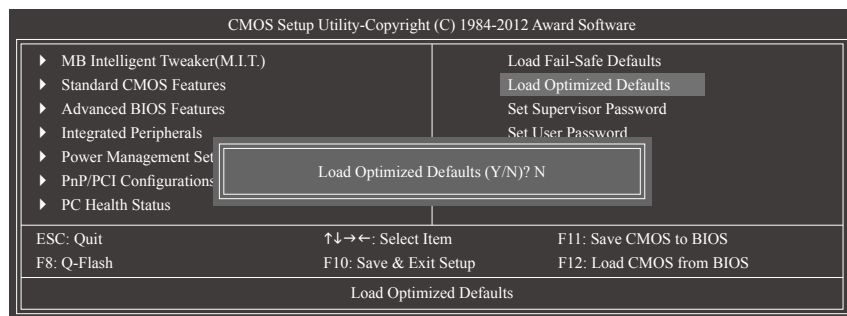 CMOS Setup Utility-Copyright (C) 1984-2012 Award Software
MB Intelligent Tweaker(M.I.T.)
Standard CMOS Features
Advanced BIOS Features
Integrated Peripherals
Power Management Set
PnP/PCI Configurations
PC Health Status
Load Fail-Safe Defaults
Load Optimized Defaults
Set Supervisor Password
Set User Password
Load Optimized Defaults (Y/N)? N
ESC: Quit ↑↓→←: Select Item F11: Save CMOS to BIOS
F8: Q-Flash F10: Save & Exit Setup F12: Load CMOS from BIOS
Load Optimized Defaults